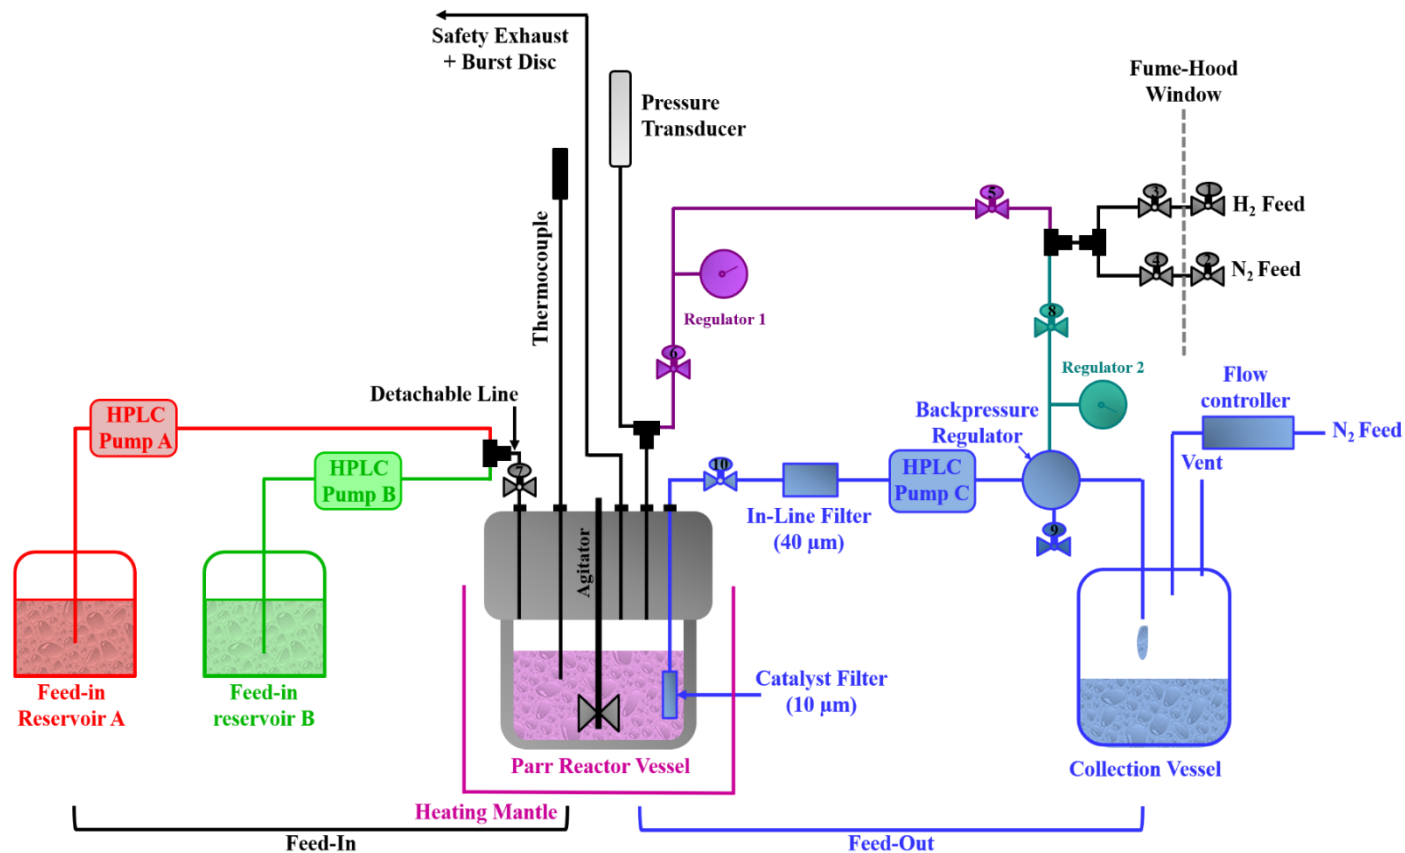 Safety Exhaust
+ Burst Disc
Pressure
Transducer
Fume-Hood
Window
Thermocouple
5
3
1
H2 Feed
4
2
N2 Feed
Regulator 1
6
8
Regulator 2
Detachable Line
HPLC
Pump A
HPLC
Pump B
7
Backpressure
Regulator
Flow
controller
N2 Feed
Vent
10
In-Line Filter
(40 μm)
HPLC
Pump C
9
Agitator
Catalyst Filter
(10 μm)
Feed-in
Reservoir A
Feed-in
reservoir B
Parr Reactor Vessel
Heating Mantle
Collection Vessel
Feed-In
Feed-Out